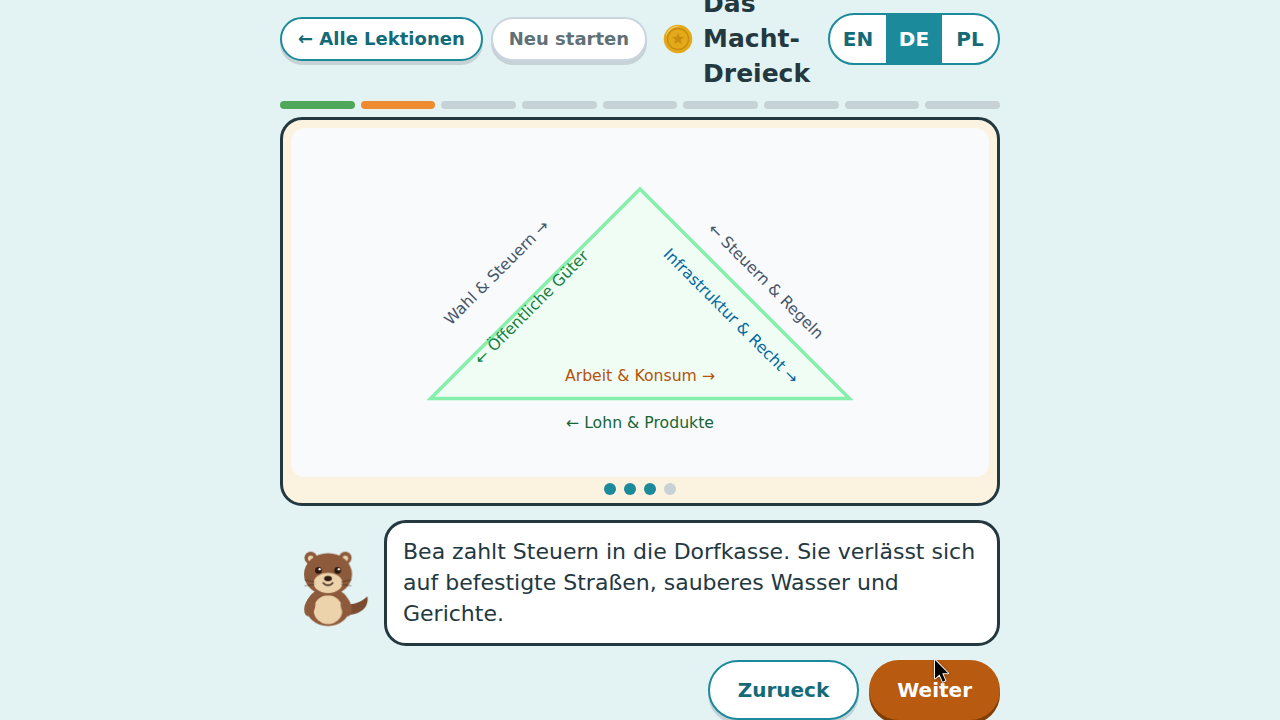 ← Alle Lektionen
Neu starten
Das
Macht-
Dreieck
EN DE PL
Wahl & Steuern →
← Öffentliche Güter
← Steuern & Regeln
Infrastruktur & Recht →
Arbeit & Konsum →
← Lohn & Produkte
Bea zahlt Steuern in die Dorfkasse. Sie verlässt sich
auf befestigte Straßen, sauberes Wasser und
Gerichte.
Zurueck
Weiter